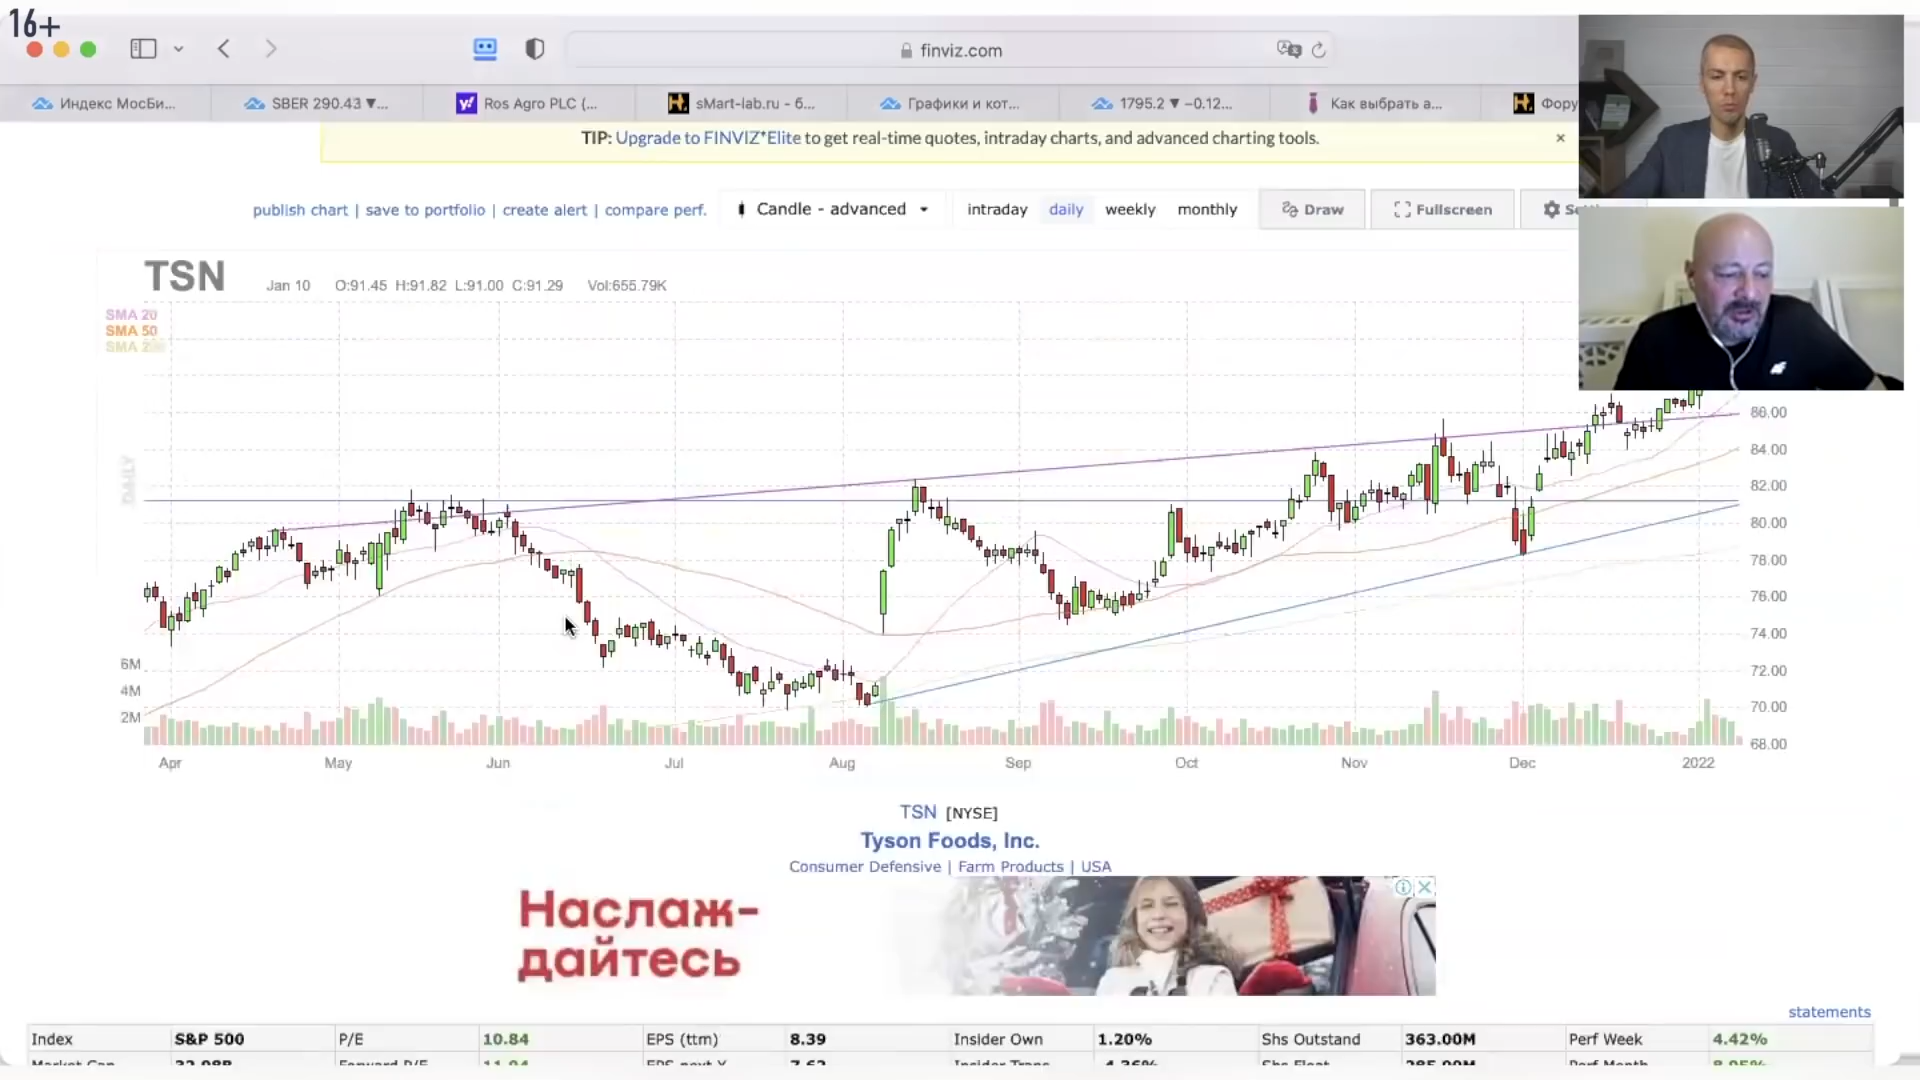 16+
finviz.com
Индекс МосБи...
SBER 290.43 ▼...
Ros Agro PLC (...
sMart-lab.ru - б...
Графики и кот...
1795.2 ▼ −0.12...
Как выбрать а...
TIP: Upgrade to FINVIZ*Elite to get real-time quotes, intraday charts, and advanced charting tools.
publish chart | save to portfolio | create alert | compare perf.
Candle - advanced
intraday daily weekly monthly
Draw
Fullscreen
TSN Jan 10 O:91.45 H:91.82 L:91.00 C:91.29 Vol:655.79K
SMA 20
SMA 50
SMA
DAILY
86.00
84.00
82.00
80.00
78.00
76.00
74.00
72.00
70.00
68.00
6M
4M
2M
Apr May Jun Jul Aug Sep Oct Nov Dec 2022
TSN [NYSE]
Tyson Foods, Inc.
Consumer Defensive | Farm Products | USA
Наслаж-
дайтесь
statements
Index S&P 500 P/E 10.84 EPS (ttm) 8.39 Insider Own 1.20% Shs Outstand 363.00M Perf Week 4.42%